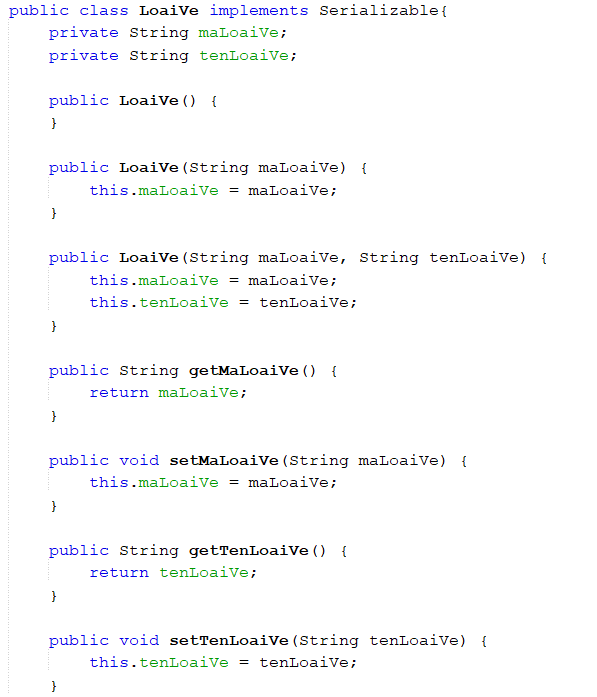 public class LoaiVe implements Serializable{
    private String maLoaiVe;
    private String tenLoaiVe;

    public LoaiVe() {
    }

    public LoaiVe(String maLoaiVe) {
        this.maLoaiVe = maLoaiVe;
    }

    public LoaiVe(String maLoaiVe, String tenLoaiVe) {
        this.maLoaiVe = maLoaiVe;
        this.tenLoaiVe = tenLoaiVe;
    }

    public String getMaLoaiVe() {
        return maLoaiVe;
    }

    public void setMaLoaiVe(String maLoaiVe) {
        this.maLoaiVe = maLoaiVe;
    }

    public String getTenLoaiVe() {
        return tenLoaiVe;
    }

    public void setTenLoaiVe(String tenLoaiVe) {
        this.tenLoaiVe = tenLoaiVe;
    }